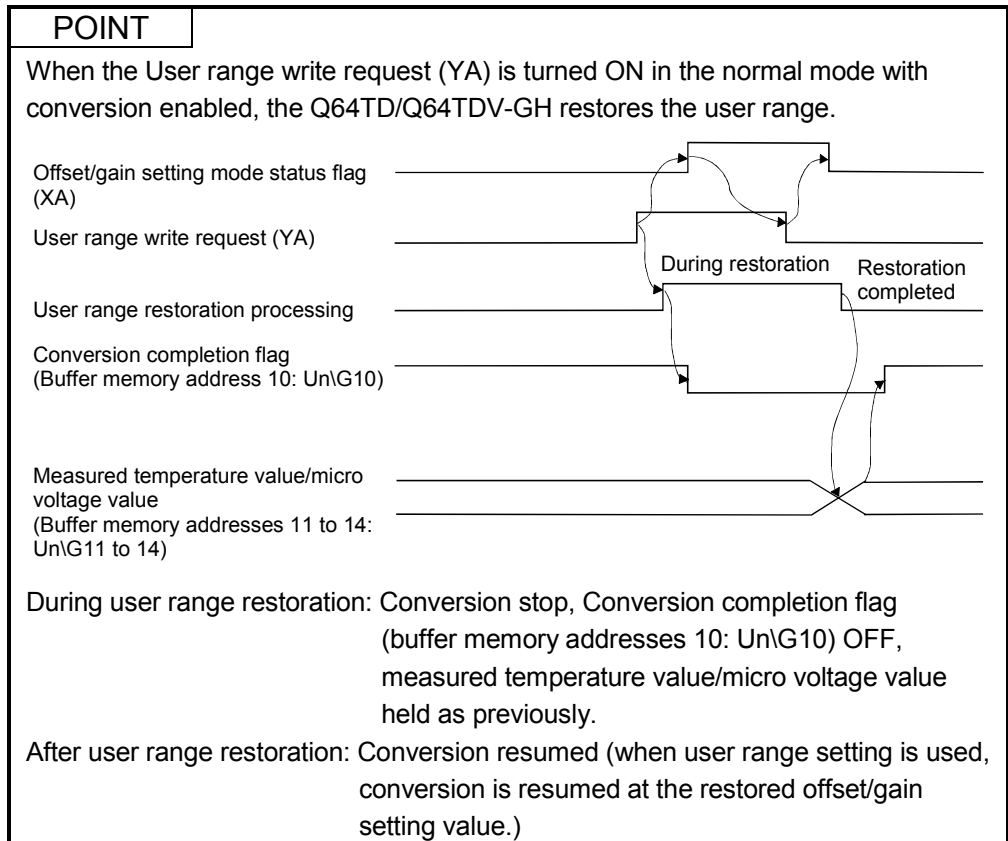 POINT
When the User range write request (YA) is turned ON in the normal mode with
conversion enabled, the Q64TD/Q64TDV-GH restores the user range.
Offset/gain setting mode status flag
(XA)
User range write request (YA)
During restoration
Restoration
completed
User range restoration processing
Conversion completion flag
(Buffer memory address 10: Un\G10)
Measured temperature value/micro
voltage value
(Buffer memory addresses 11 to 14:
Un\G11 to 14)
During user range restoration: Conversion stop, Conversion completion flag
(buffer memory addresses 10: Un\G10) OFF,
measured temperature value/micro voltage value
held as previously.
After user range restoration: Conversion resumed (when user range setting is used,
conversion is resumed at the restored offset/gain
setting value.)